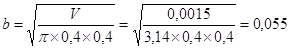 b = √(V / (π×0,4×0,4)) = √(0,0015 / (3,14×0,4×0,4)) = 0,055